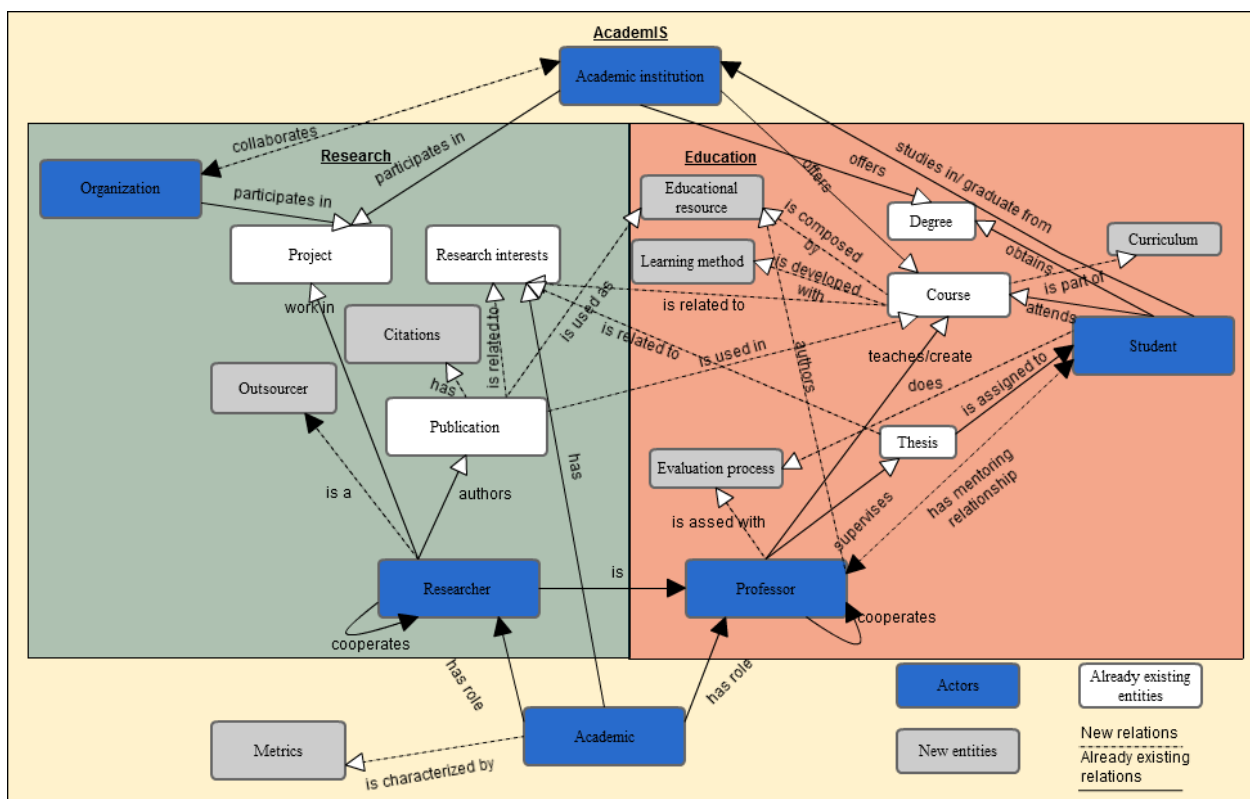 AcademIS
Academic institution
collaborates
participates in
Research
Organization
participates in
Project
Research interests
work in
Citations
is related to
is used as
has
Outsourcer
Publication
is a
authors
has
Researcher
cooperates
is
Education
offers
offers
studies in/ graduate from
Educational
resource
is composed
by
Degree
obtains
Curriculum
Learning method
is developed
with
Course
is part of
is related to
attends
is related to
is used in
authors
teaches/create
Student
does
is assigned to
Thesis
Evaluation process
is assed with
supervises
has mentoring
relationship
Professor
cooperates
has role
has role
Academic
Metrics
is characterized by
Actors
Already existing
entities
New entities
New relations
Already existing
relations